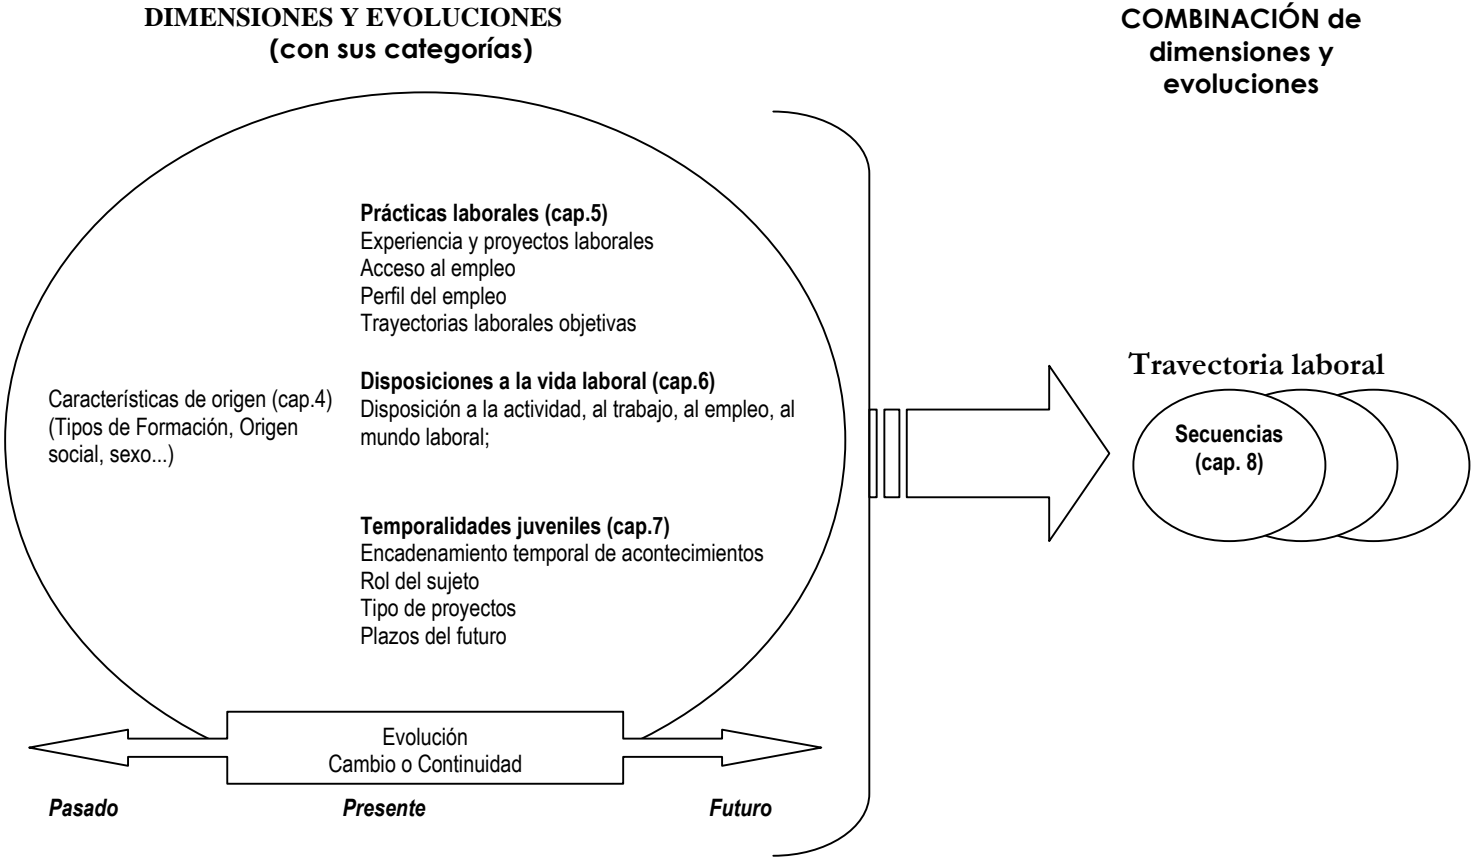 DIMENSIONES Y EVOLUCIONES
(con sus categorías)
COMBINACIÓN de
dimensiones y
evoluciones
Prácticas laborales (cap.5)
Experiencia y proyectos laborales
Acceso al empleo
Perfil del empleo
Trayectorias laborales objetivas
Disposiciones a la vida laboral (cap.6)
Disposición a la actividad, al trabajo, al empleo, al
mundo laboral;
Características de origen (cap.4)
(Tipos de Formación, Origen
social, sexo...)
Temporalidades juveniles (cap.7)
Encadenamiento temporal de acontecimientos
Rol del sujeto
Tipo de proyectos
Plazos del futuro
Evolución
Cambio o Continuidad
Pasado
Presente
Futuro
Travectoria laboral
Secuencias
(cap. 8)